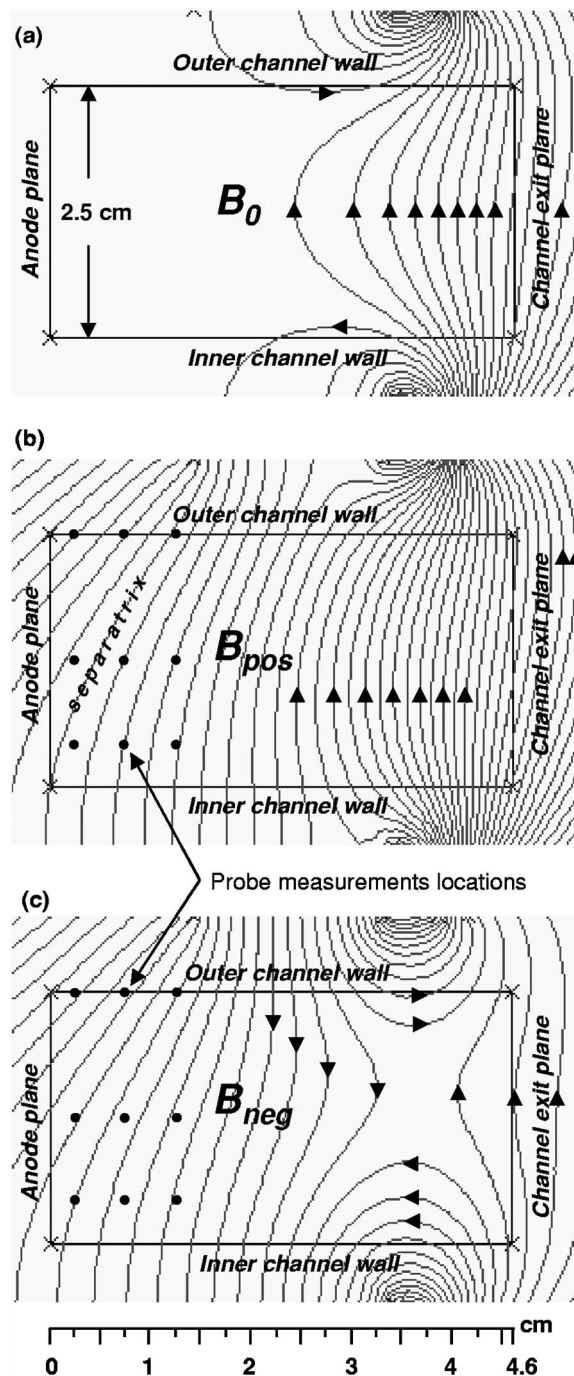 (a)
Outer channel wall
Anode plane
2.5 cm
B0
Channel exit plane
Inner channel wall
(b)
Outer channel wall
Anode plane
separatrix
Bpos
Channel exit plane
Inner channel wall
Probe measurements locations
(c)
Outer channel wall
Anode plane
Bneg
Channel exit plane
Inner channel wall
cm
0 1 2 3 4 4.6